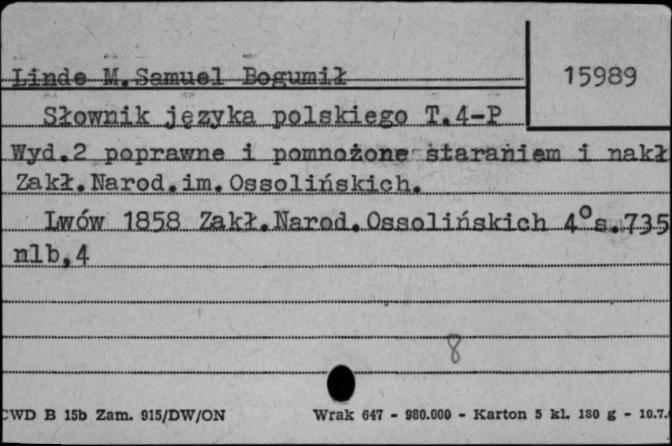 Linde M.Samuel Bogumił
15989
Słownik języka polskiego T.4-P
Wyd.2 poprawne i pomnożone staraniem i nakł
Zakł.Narod.im.Ossolińskich.
Lwów 1858 Zakł.Narod.Ossolińskich 4°s.735
nlb.4
8
CWD B 15b Zam. 915/DW/ON
Wrak 647 - 980.000 - Karton 5 kl. 180 g - 10.7.